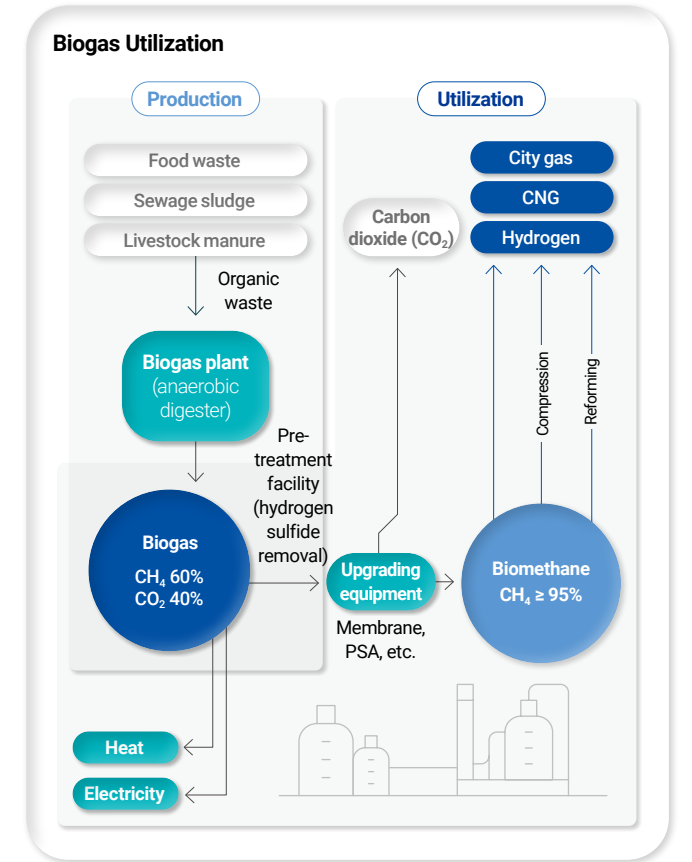 Biogas Utilization
Production
Food waste
Sewage sludge
Livestock manure
Organic
waste
Biogas plant
(anaerobic
digester)
Pre-
treatment
facility
(hydrogen
sulfide
removal)
Biogas
CH₄ 60%
CO₂ 40%
Heat
Electricity
Utilization
Carbon
dioxide (CO₂)
City gas
CNG
Hydrogen
Compression
Reforming
Upgrading
equipment
Membrane,
PSA, etc.
Biomethane
CH₄ ≥ 95%